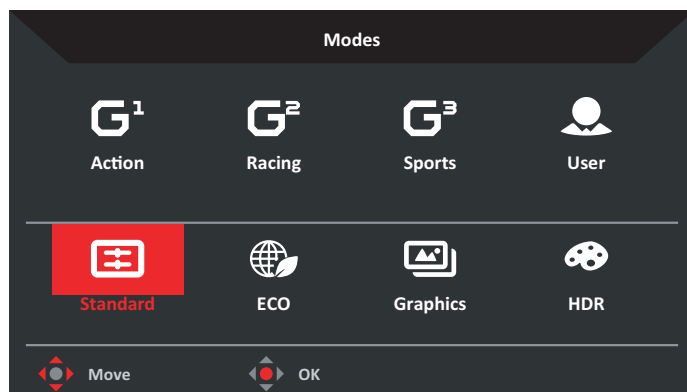 Modes
G¹ G² G³
Action Racing Sports User
Standard ECO Graphics HDR
Move OK